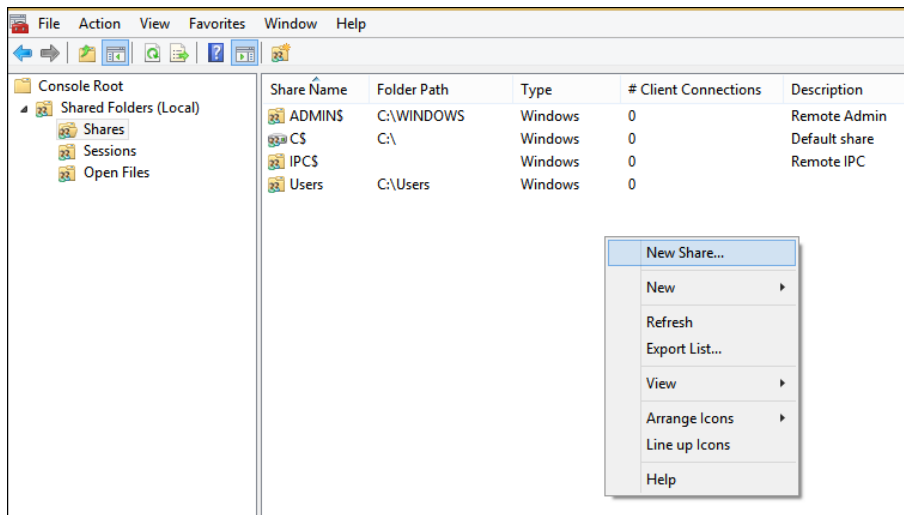 File Action View Favorites Window Help
Console Root
Shared Folders (Local)
Shares
Sessions
Open Files
Share Name Folder Path Type # Client Connections Description
ADMIN$ C:\WINDOWS Windows 0 Remote Admin
C$ C:\ Windows 0 Default share
IPC$ Windows 0 Remote IPC
Users C:\Users Windows 0
New Share...
New
Refresh
Export List...
View
Arrange Icons
Line up Icons
Help